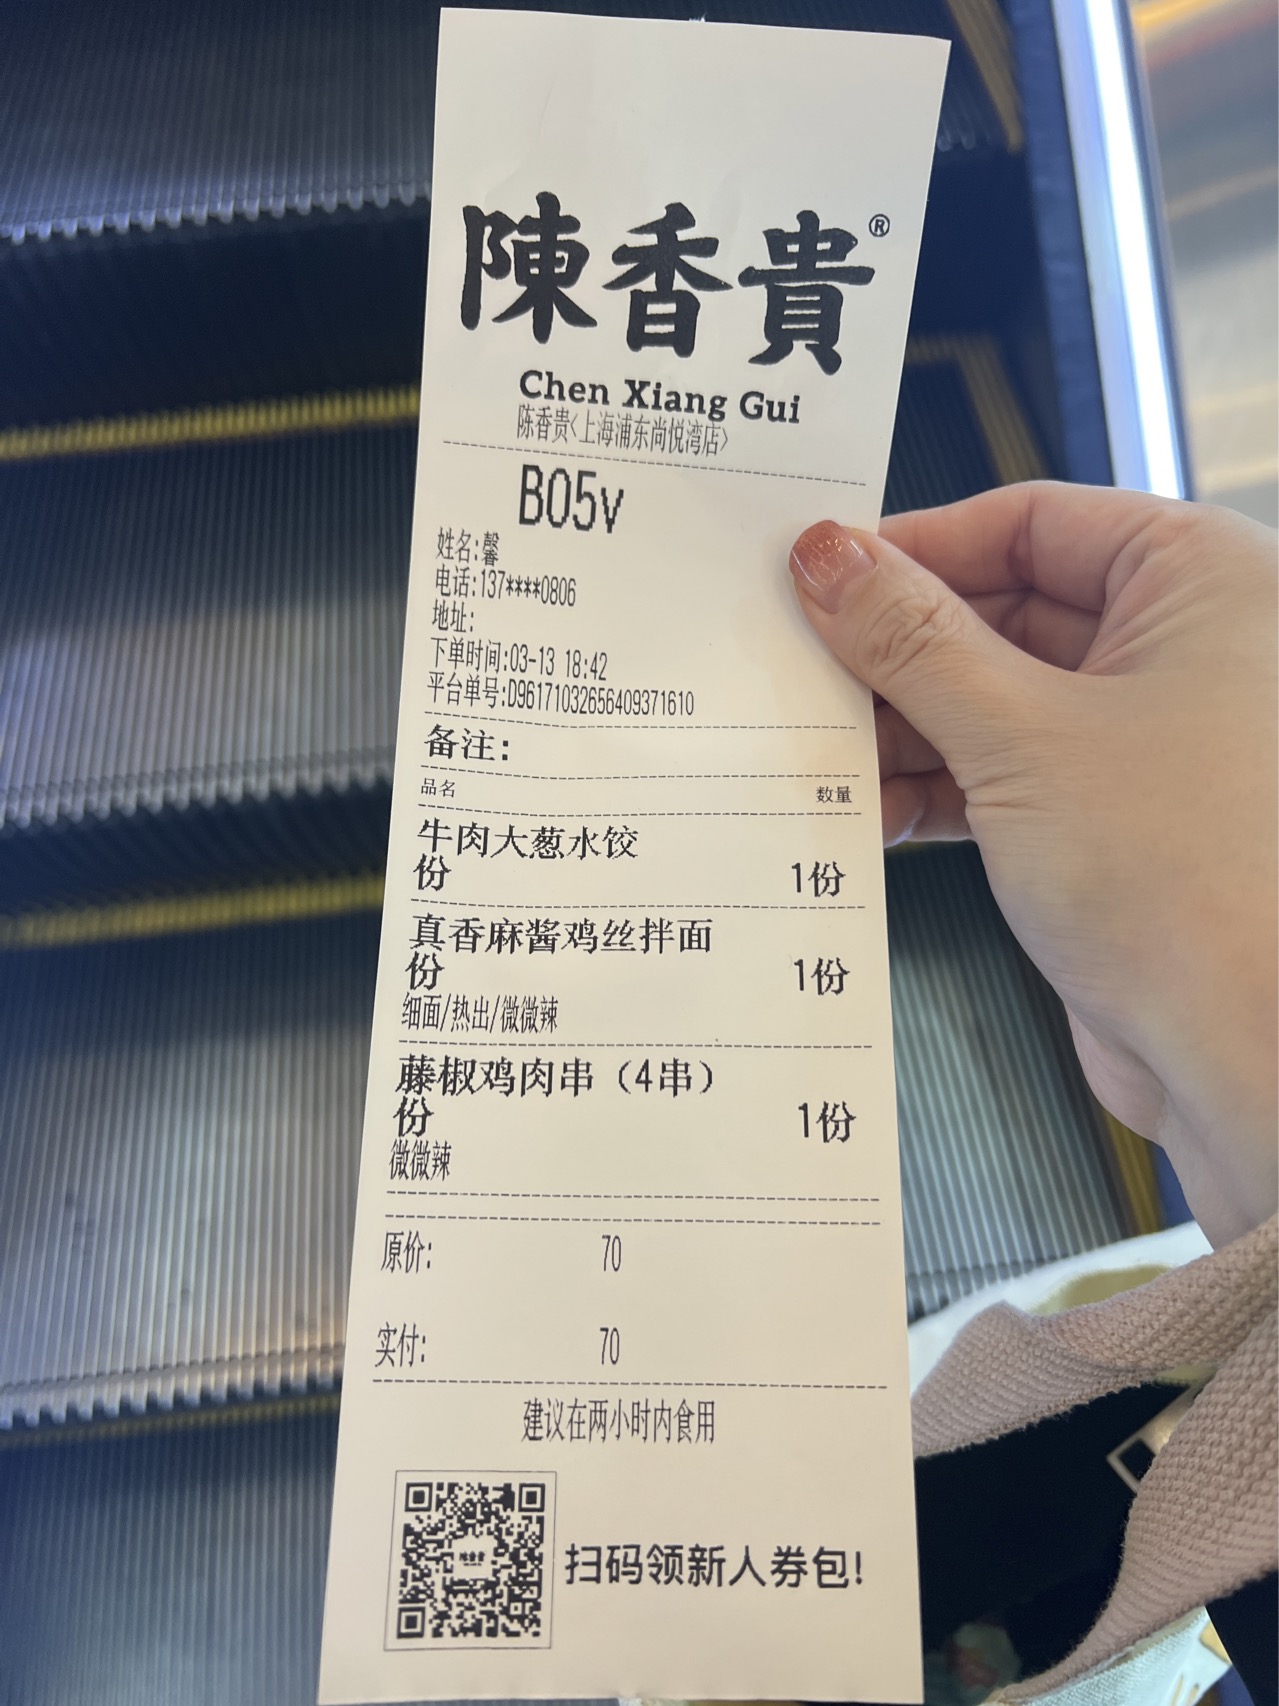 陳香貴®
Chen Xiang Gui
陈香贵<上海浦东尚悦湾店>
B05v
姓名:馨
电话:137****0806
地址:
下单时间:03-13 18:42
平台单号:D961710326564093​71610
备注:
品名 数量
牛肉大葱水饺
份 1份
真香麻酱鸡丝拌面
份 1份
细面/热出/微微辣
藤椒鸡肉串（4串）
份 1份
微微辣
原价: 70
实付: 70
建议在两小时内食用
陳香貴
扫码领新人券包!